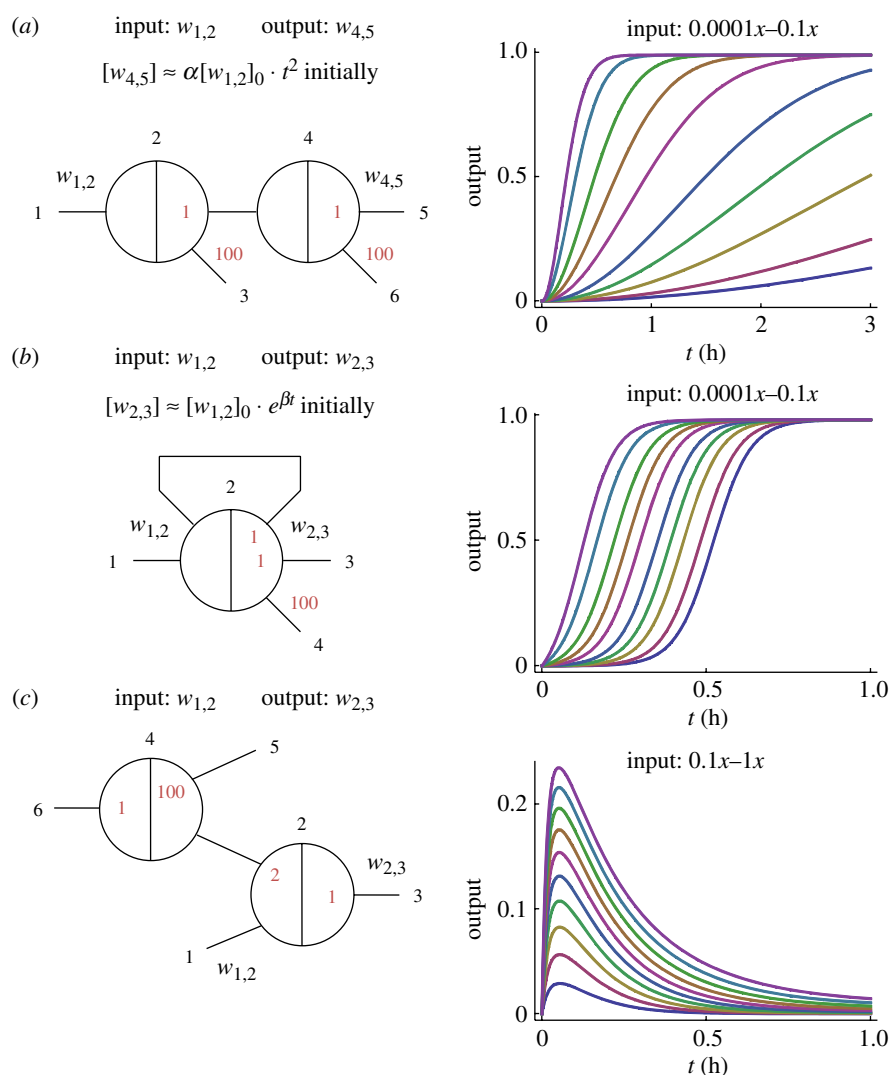 (a) input: w1,2 output: w4,5
[w4,5] ≈ α[w1,2]0 · t² initially
2 4
w1,2 w4,5
1 1 1 5
100 100
3 6
input: 0.0001x–0.1x
1.0
output
0.5
0
0 1 2 3
t (h)
(b) input: w1,2 output: w2,3
[w2,3] ≈ [w1,2]0 · e^βt initially
2
w1,2 w2,3
1
1 1 3
100
4
input: 0.0001x–0.1x
1.0
output
0.5
0
0 0.5 1.0
t (h)
(c) input: w1,2 output: w2,3
4 5
100
6 1
2
2 w2,3
1 3
1 w1,2
input: 0.1x–1x
0.2
output
0.1
0
0 0.5 1.0
t (h)